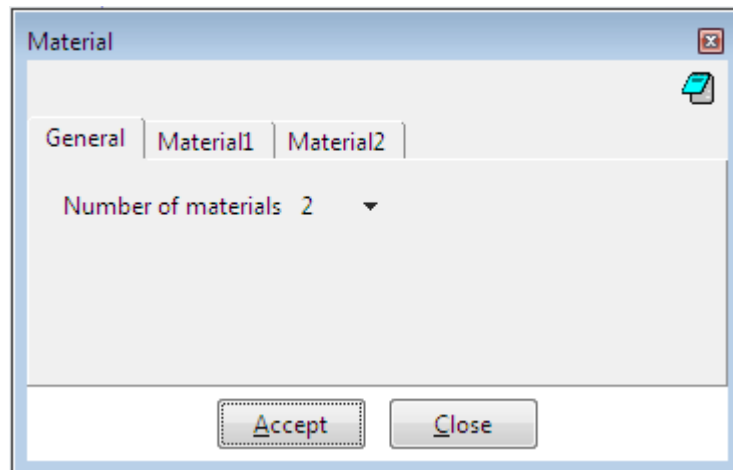 Material
General Material1 Material2
Number of materials 2
Accept Close